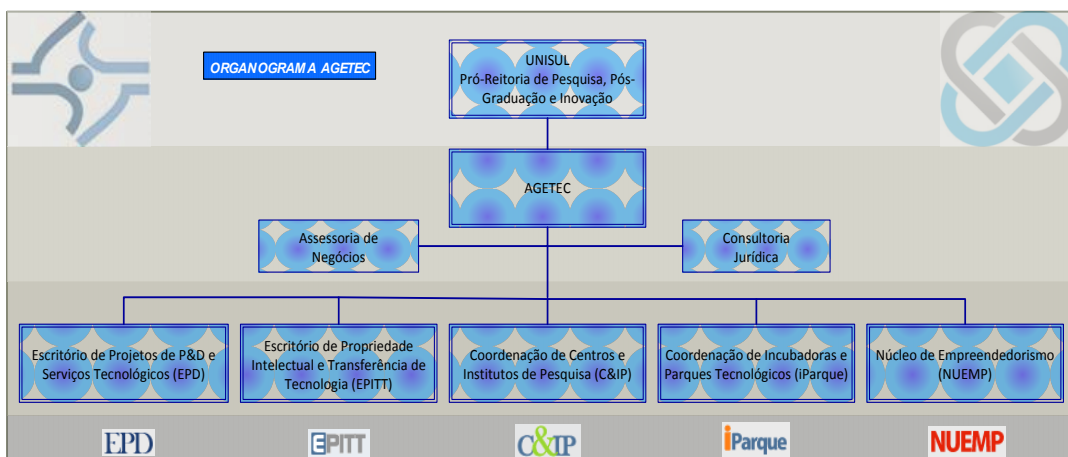 ORGANOGRAMA AGETEC
UNISUL
Pró-Reitoria de Pesquisa, Pós-
Graduação e Inovação
AGETEC
Assessoria de
Negócios
Consultoria
Jurídica
Escritório de Projetos de P&D e
Serviços Tecnológicos (EPD)
Escritório de Propriedade
Intelectual e Transferência de
Tecnologia (EPITT)
Coordenação de Centros e
Institutos de Pesquisa (C&IP)
Coordenação de Incubadoras e
Parques Tecnológicos (iParque)
Núcleo de Empreendedorismo
(NUEMP)
EPD
EPITT
C&IP
iParque
NUEMP